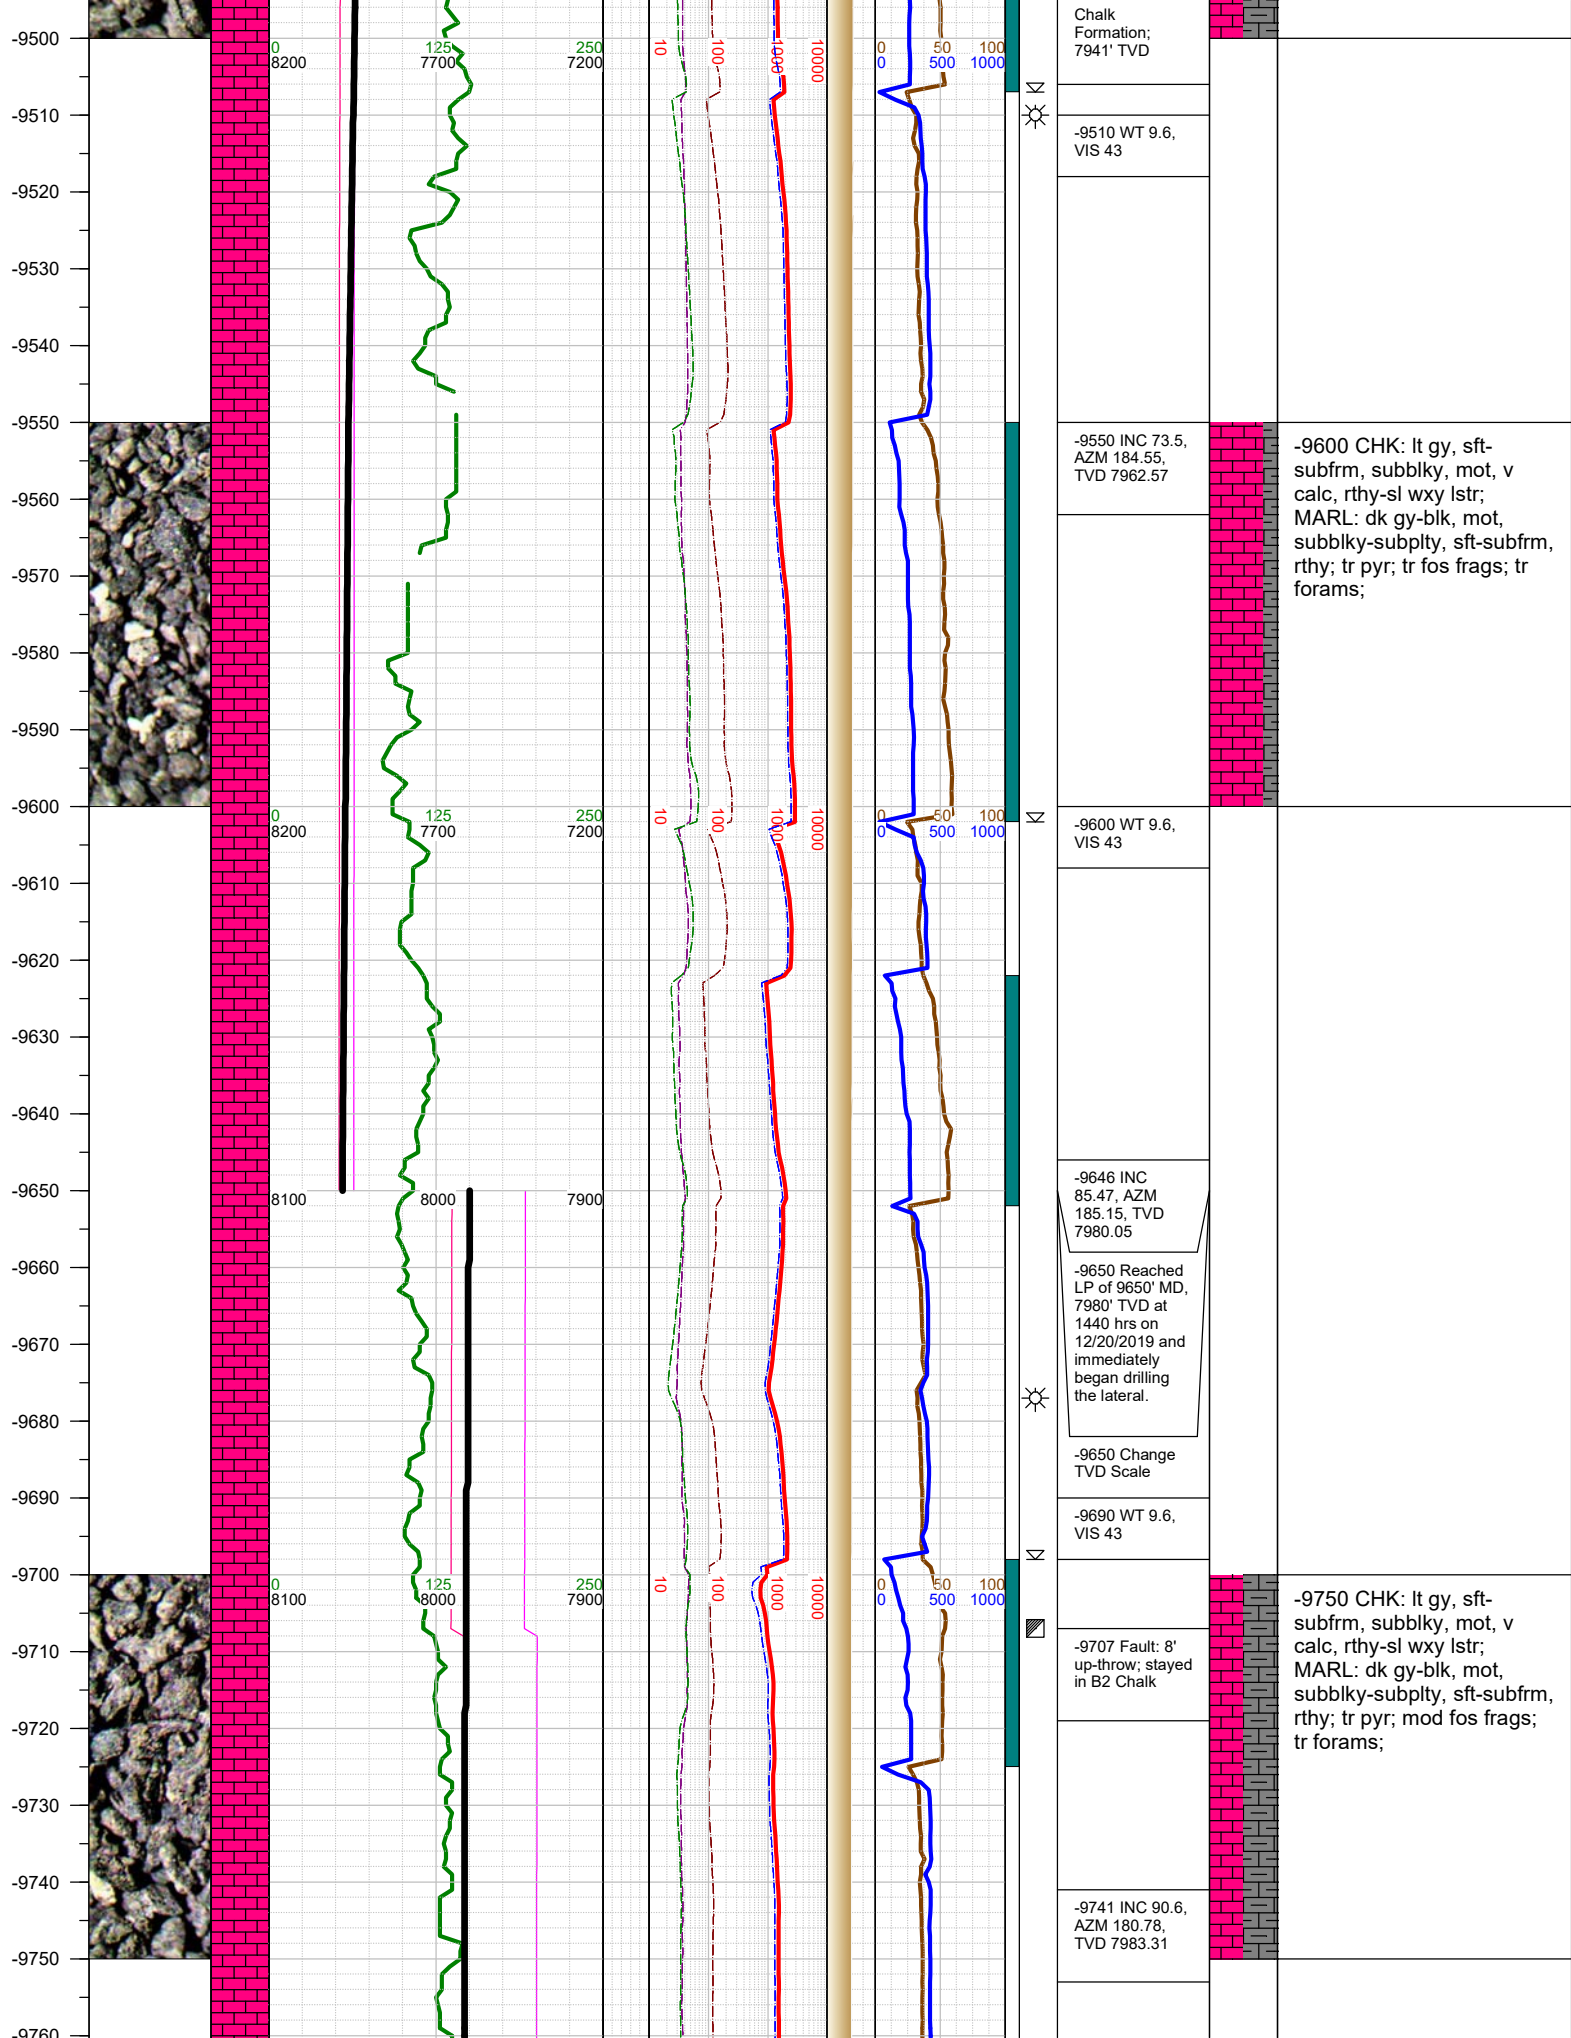 Chalk
Formation;
7941' TVD
-9500
0 125 250
8200 7700 7200
10 100 1000 10000
0 50 100
0 500 1000
-9510
-9510 WT 9.6,
VIS 43
-9520
-9530
-9540
-9550
-9550 INC 73.5,
AZM 184.55,
TVD 7962.57
-9600 CHK: lt gy, sft-
subfrm, subblky, mot, v
calc, rthy-sl wxy lstr;
MARL: dk gy-blk, mot,
subblky-subplty, sft-subfrm,
rthy; tr pyr; tr fos frags; tr
forams;
-9560
-9570
-9580
-9590
-9600
0 125 250
8200 7700 7200
10 100 1000 10000
0 50 100
0 500 1000
-9600 WT 9.6,
VIS 43
-9610
-9620
-9630
-9640
-9650
8100 8000 7900
-9646 INC
85.47, AZM
185.15, TVD
7980.05
-9660
-9650 Reached
LP of 9650' MD,
7980' TVD at
1440 hrs on
12/20/2019 and
immediately
began drilling
the lateral.
-9670
-9680
-9650 Change
TVD Scale
-9690
-9690 WT 9.6,
VIS 43
-9700
0 125 250
8100 8000 7900
10 100 1000 10000
0 50 100
0 500 1000
-9750 CHK: lt gy, sft-
subfrm, subblky, mot, v
calc, rthy-sl wxy lstr;
MARL: dk gy-blk, mot,
subblky-subplty, sft-subfrm,
rthy; tr pyr; mod fos frags;
tr forams;
-9710
-9707 Fault: 8'
up-throw; stayed
in B2 Chalk
-9720
-9730
-9740
-9741 INC 90.6,
AZM 180.78,
TVD 7983.31
-9750
-9760